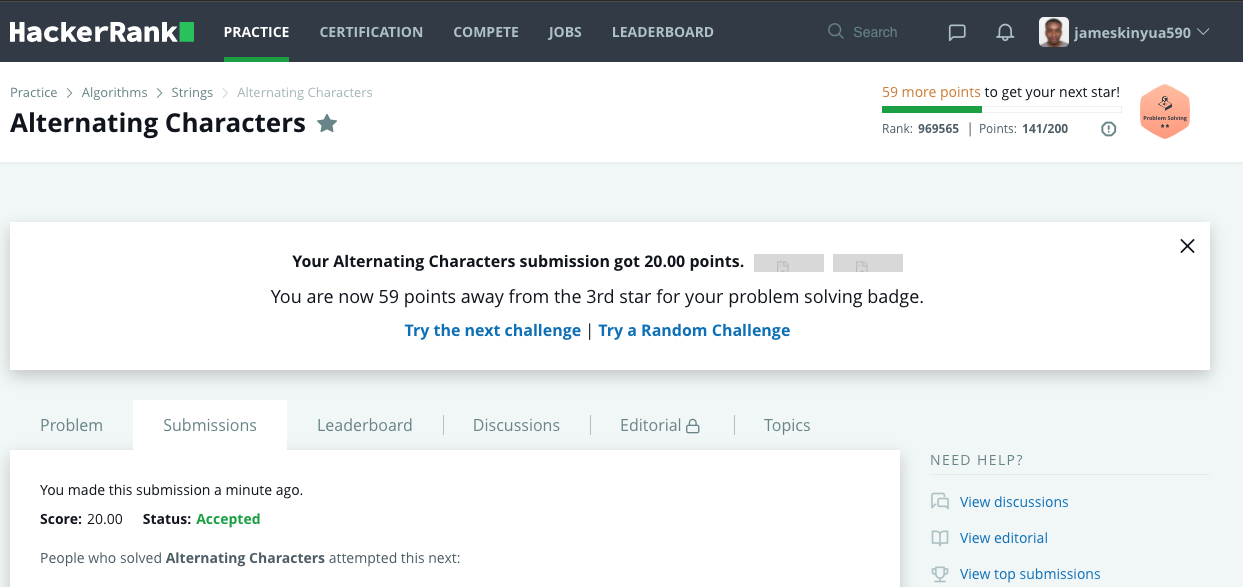 HackerRank PRACTICE CERTIFICATION COMPETE JOBS LEADERBOARD Search jameskinyua590
Practice > Algorithms > Strings > Alternating Characters
Alternating Characters
59 more points to get your next star!
Rank: 969565 | Points: 141/200
Problem Solving
Your Alternating Characters submission got 20.00 points.
You are now 59 points away from the 3rd star for your problem solving badge.
Try the next challenge | Try a Random Challenge
Problem Submissions Leaderboard Discussions Editorial Topics
You made this submission a minute ago.
Score: 20.00 Status: Accepted
People who solved Alternating Characters attempted this next:
NEED HELP?
View discussions
View editorial
View top submissions